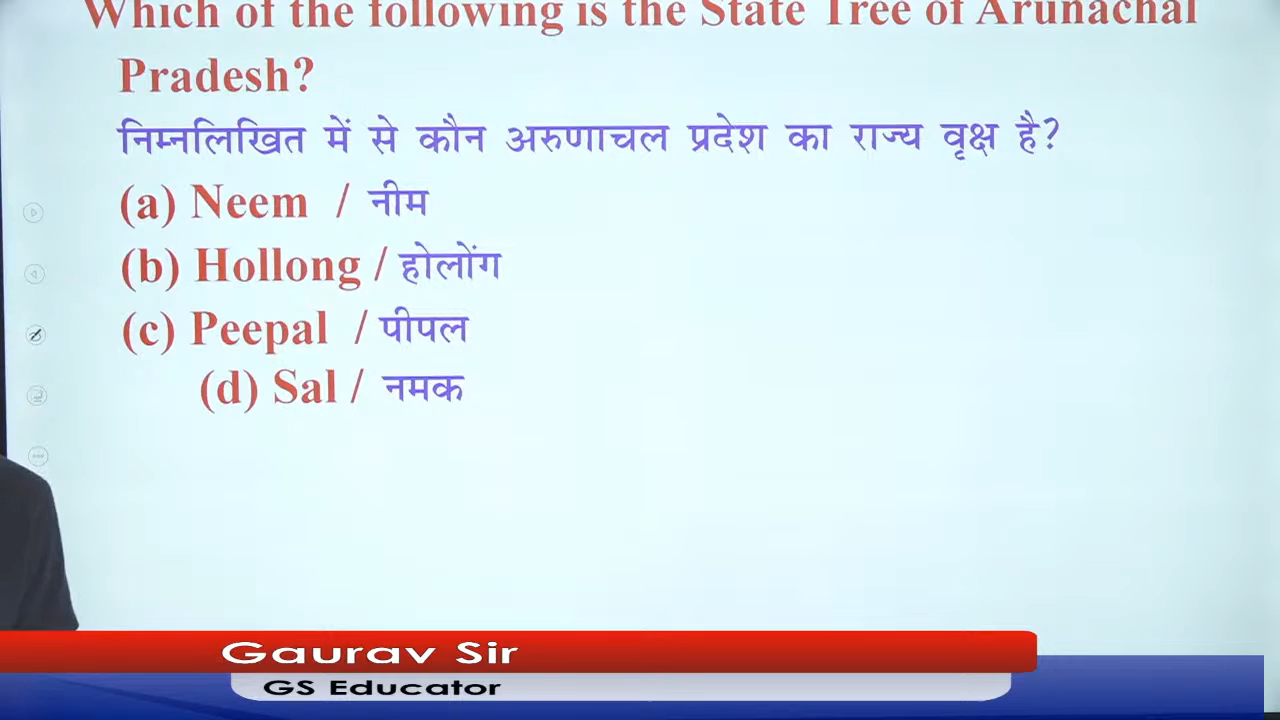 Which of the following is the State Tree of Arunachal
Pradesh?
निम्नलिखित में से कौन अरुणाचल प्रदेश का राज्य वृक्ष है?
(a) Neem / नीम
(b) Hollong / होलोंग
(c) Peepal / पीपल
(d) Sal / नमक
Gaurav Sir
GS Educator